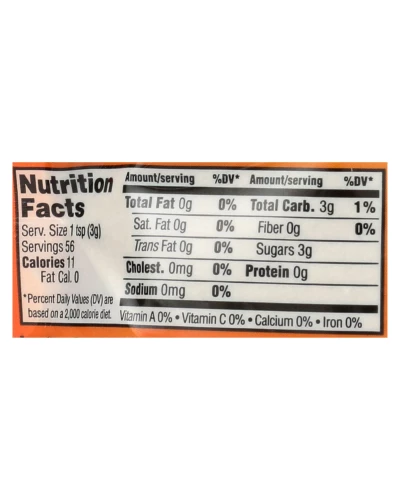 Nutrition
Facts
Serv. Size 1 tsp (3g)
Servings 56
Calories 11
Fat Cal. 0
*Percent Daily Values (DV) are
based on a 2,000 calorie diet.
Amount/serving %DV* Amount/serving %DV*
Total Fat 0g 0% Total Carb. 3g 1%
Sat. Fat 0g 0% Fiber 0g 0%
Trans Fat 0g 0% Sugars 3g
Cholest. 0mg 0% Protein 0g
Sodium 0mg 0%
Vitamin A 0% • Vitamin C 0% • Calcium 0% • Iron 0%